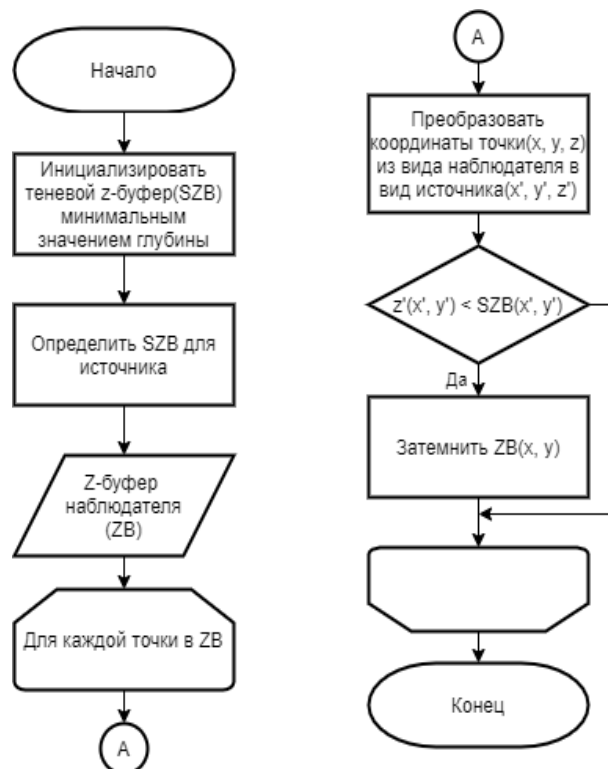 Начало
Инициализировать
теневой z-буфер(SZB)
минимальным
значением глубины
Определить SZB для
источника
Z-буфер
наблюдателя
(ZB)
Для каждой точки в ZB
А
А
Преобразовать
координаты точки(x, y, z)
из вида наблюдателя в
вид источника(x', y', z')
z'(x', y') < SZB(x', y')
Да
Затемнить ZB(x, y)
Конец